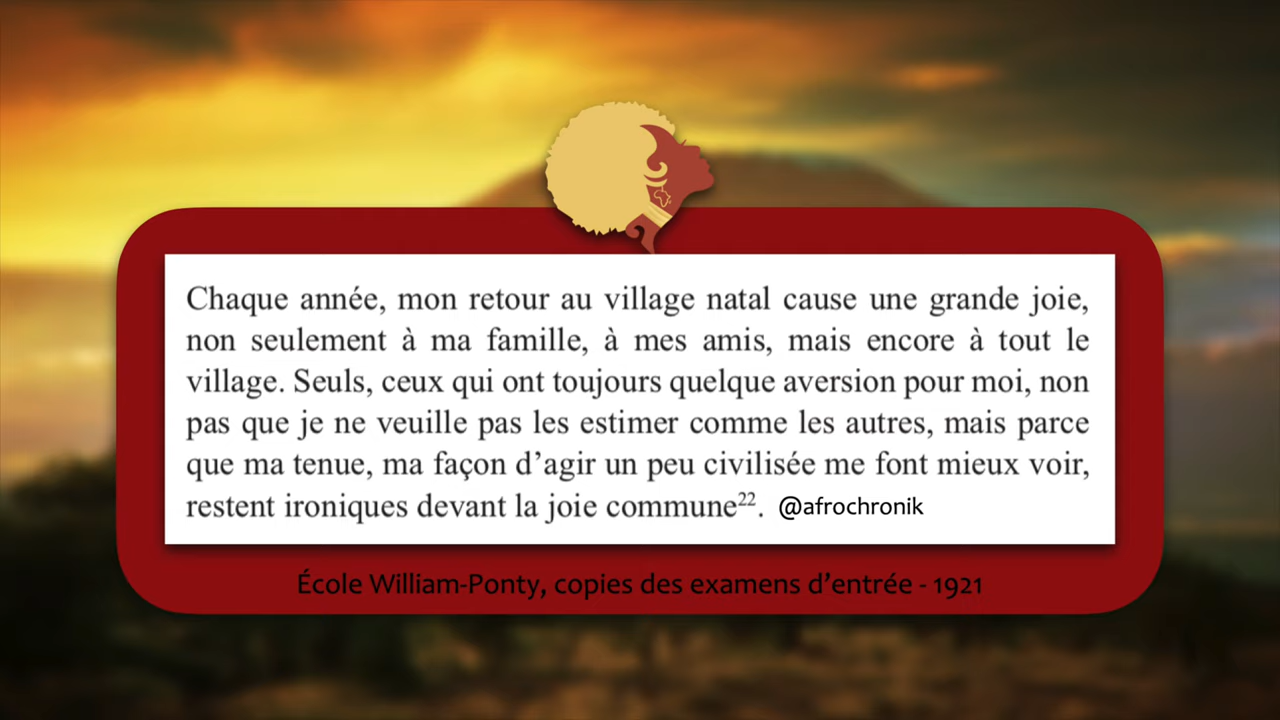 Chaque année, mon retour au village natal cause une grande joie,
non seulement à ma famille, à mes amis, mais encore à tout le
village. Seuls, ceux qui ont toujours quelque aversion pour moi, non
pas que je ne veuille pas les estimer comme les autres, mais parce
que ma tenue, ma façon d’agir un peu civilisée me font mieux voir,
restent ironiques devant la joie commune²². @afrochronik
École William-Ponty, copies des examens d’entrée - 1921